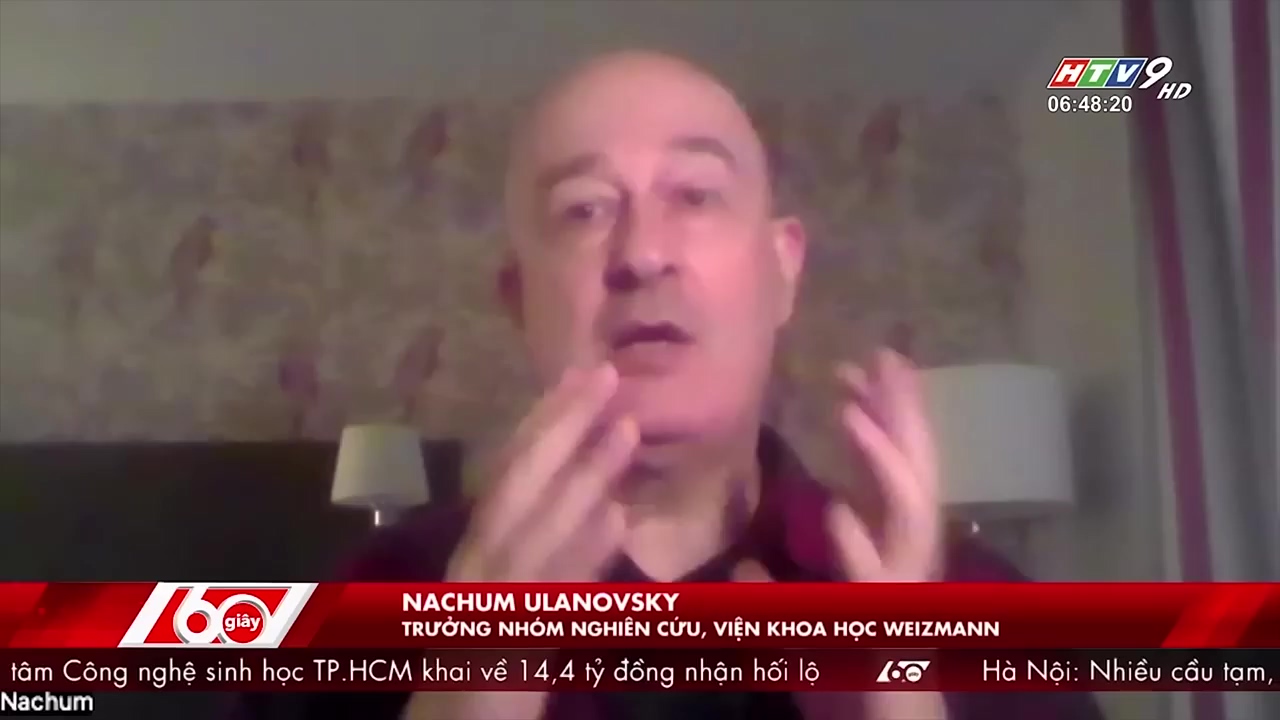 HTV9 HD
06:48:20
60 giây
NACHUM ULANOVSKY
TRƯỞNG NHÓM NGHIÊN CỨU, VIỆN KHOA HỌC WEIZMANN
tâm Công nghệ sinh học TP.HCM khai về 14,4 tỷ đồng nhận hối lộ 60 giây Hà Nội: Nhiều cầu tạm,
Nachum